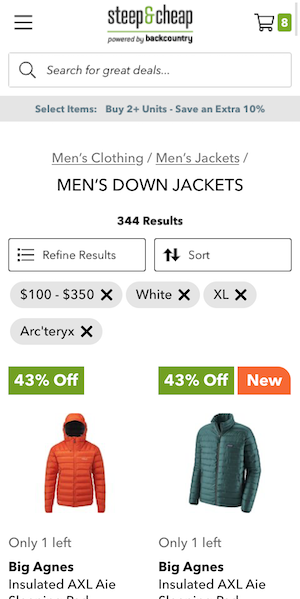 steep&cheap
powered by backcountry
8
Search for great deals...
Select Items: Buy 2+ Units - Save an Extra 10%
Men's Clothing / Men's Jackets /
MEN'S DOWN JACKETS
344 Results
Refine Results
Sort
$100 - $350
White
XL
Arc'teryx
43% Off
43% Off New
Only 1 left
Only 1 left
Big Agnes
Big Agnes
Insulated AXL Aie
Insulated AXL Aie